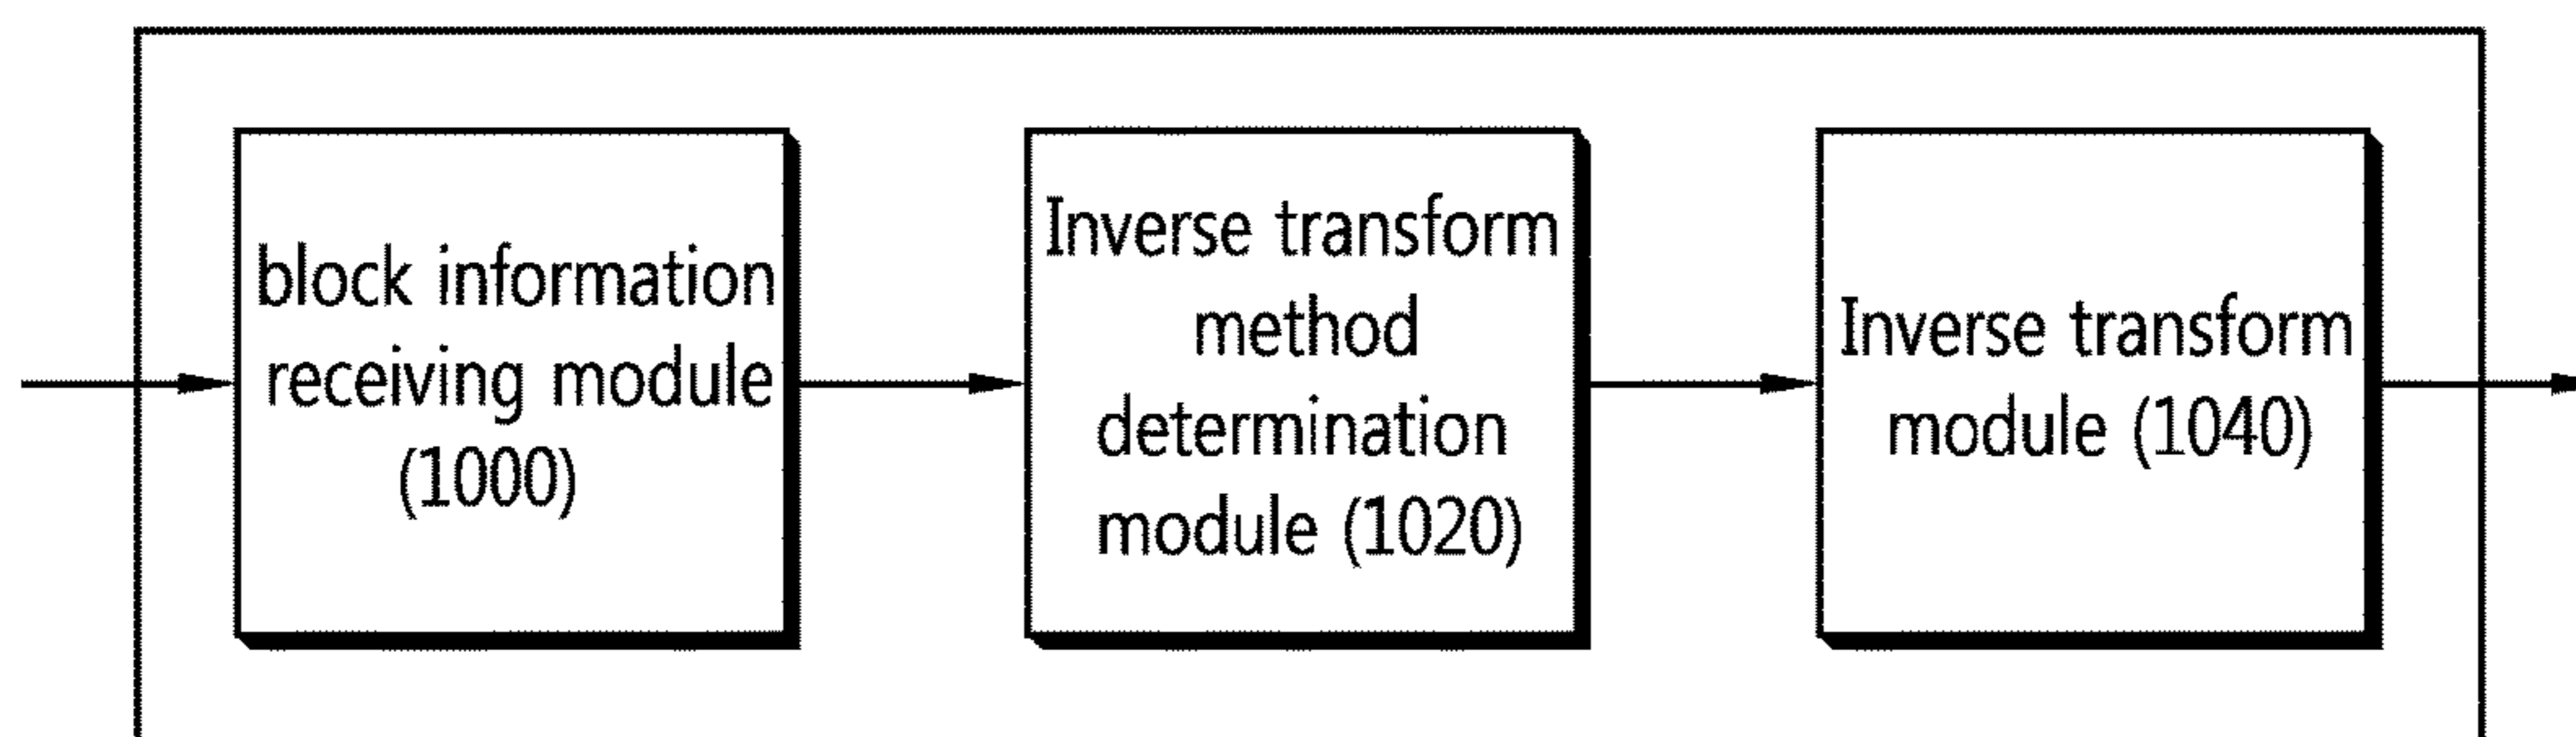 block information
receiving module
(1000)
Inverse transform
method
determination
module (1020)
Inverse transform
module (1040)